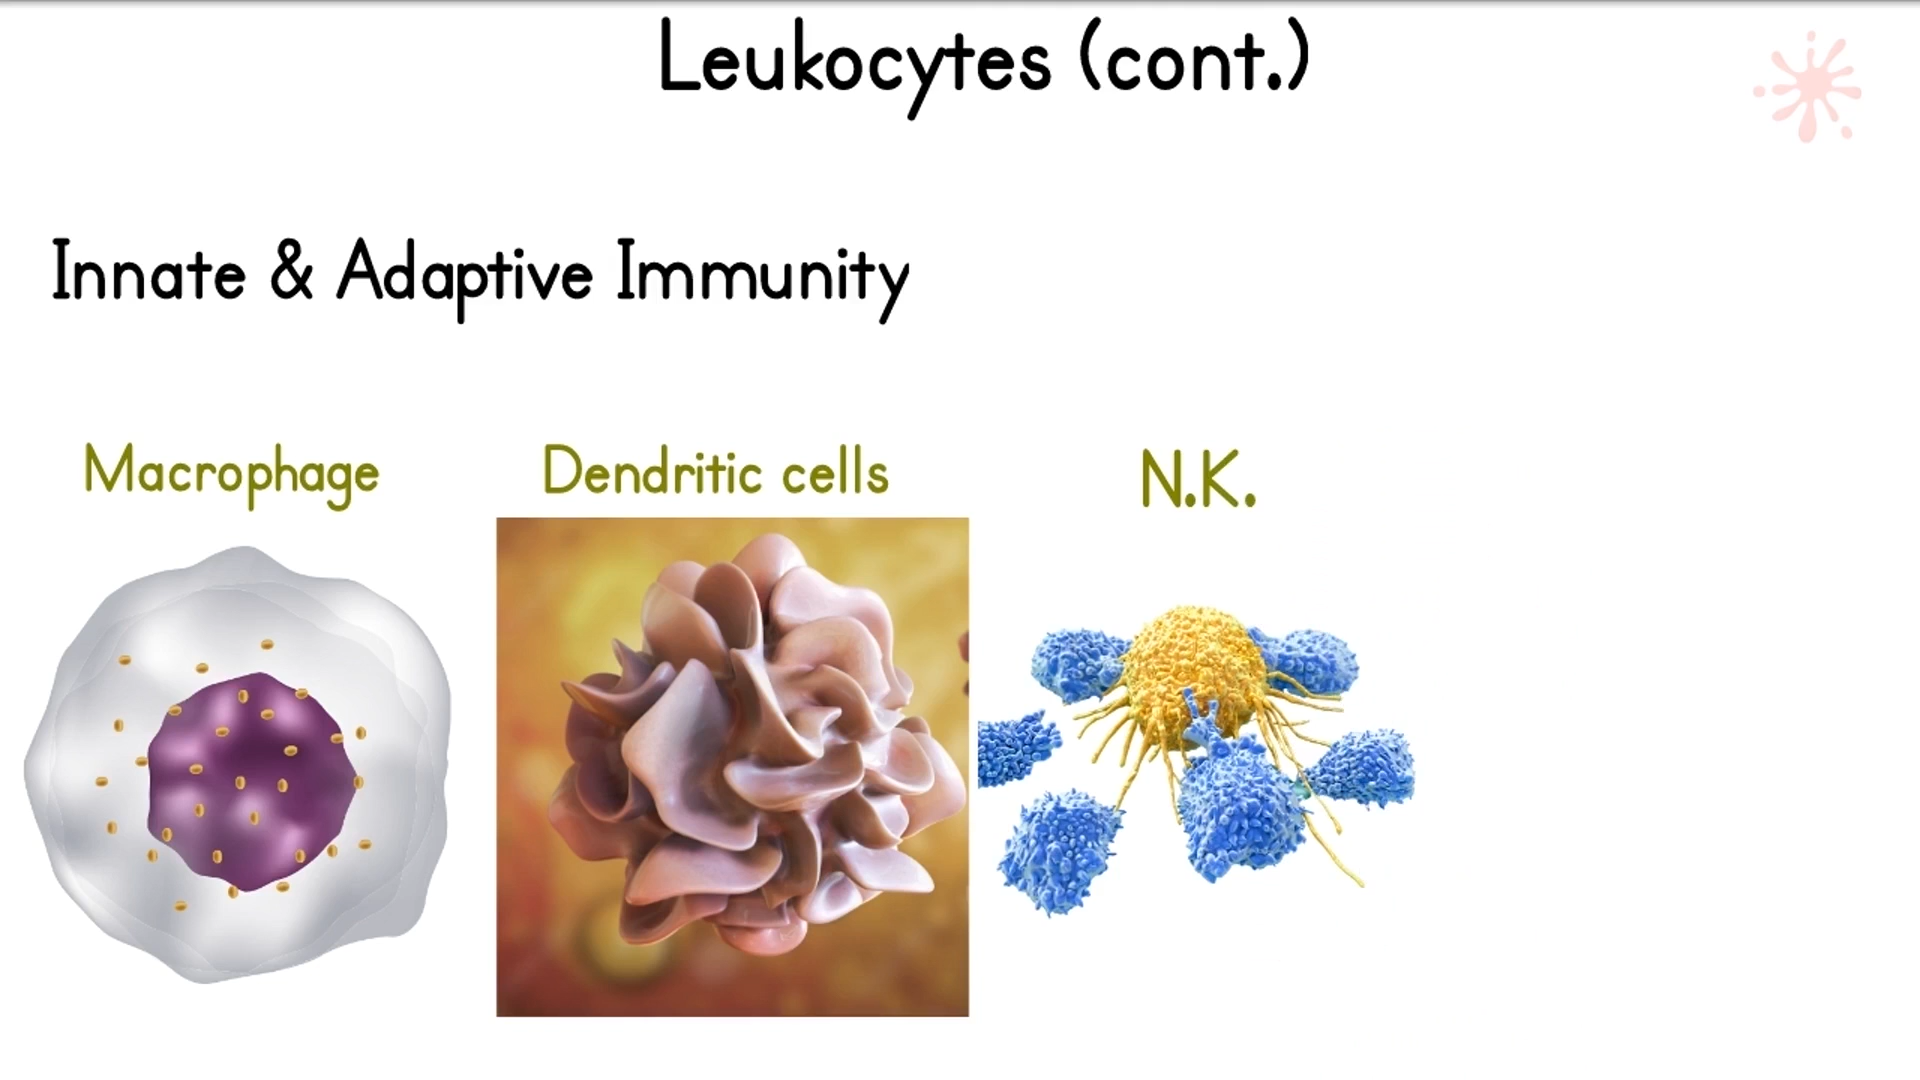 Leukocytes (cont.)
Innate & Adaptive Immunity
Macrophage
Dendritic cells
N.K.